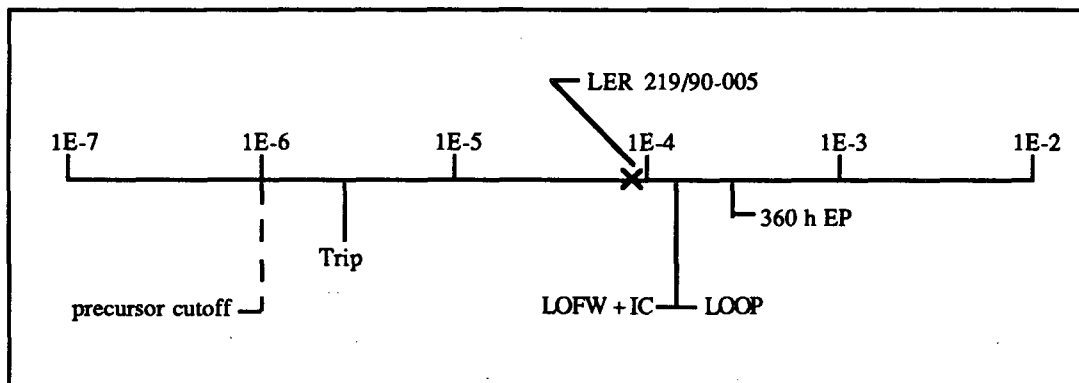 LER 219/90-005
1E-7 1E-6 1E-5 1E-4 1E-3 1E-2
360 h EP
Trip
precursor cutoff LOFW + IC LOOP